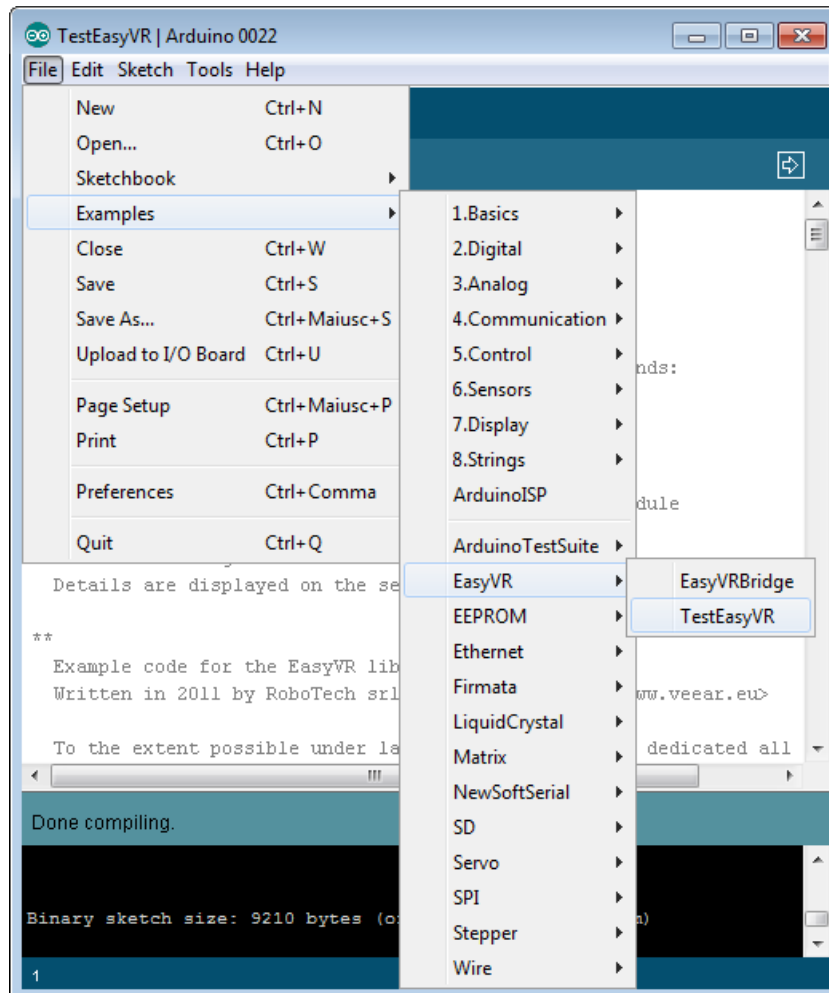 TestEasyVR | Arduino 0022
File Edit Sketch Tools Help
New Ctrl+N
Open... Ctrl+O
Sketchbook
Examples
Close Ctrl+W
Save Ctrl+S
Save As... Ctrl+Maiusc+S
Upload to I/O Board Ctrl+U
Page Setup Ctrl+Maiusc+P
Print Ctrl+P
Preferences Ctrl+Comma
Quit Ctrl+Q
1.Basics
2.Digital
3.Analog
4.Communication
5.Control
6.Sensors
7.Display
8.Strings
ArduinoISP
ArduinoTestSuite
EasyVR
EEPROM
Ethernet
Firmata
LiquidCrystal
Matrix
NewSoftSerial
SD
Servo
SPI
Stepper
Wire
EasyVRBridge
TestEasyVR
nds:
dule
Details are displayed on the se
**
Example code for the EasyVR lib
Written in 2011 by RoboTech srl ww.veear.eu>
To the extent possible under la dedicated all
Done compiling.
Binary sketch size: 9210 bytes (o
1